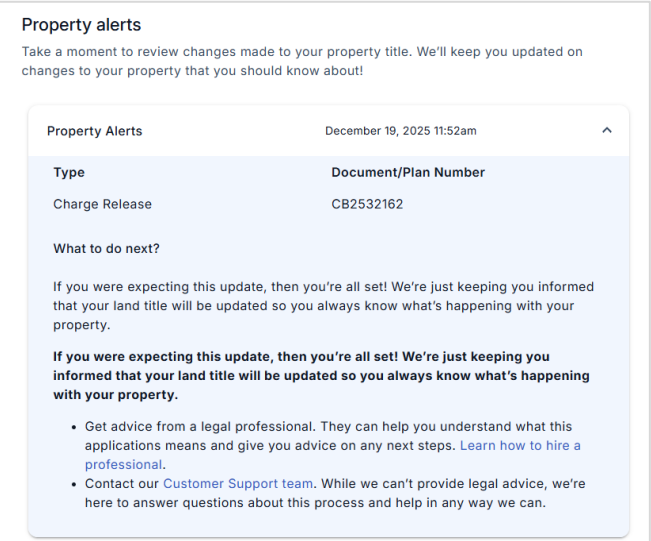 Property alerts
Take a moment to review changes made to your property title. We’ll keep you updated on
changes to your property that you should know about!
Property Alerts December 19, 2025 11:52am
Type Document/Plan Number
Charge Release CB2532162
What to do next?
If you were expecting this update, then you’re all set! We’re just keeping you informed
that your land title will be updated so you always know what’s happening with your
property.
If you were expecting this update, then you’re all set! We’re just keeping you
informed that your land title will be updated so you always know what’s happening
with your property.
• Get advice from a legal professional. They can help you understand what this
applications means and give you advice on any next steps. Learn how to hire a
professional.
• Contact our Customer Support team. While we can’t provide legal advice, we’re
here to answer questions about this process and help in any way we can.